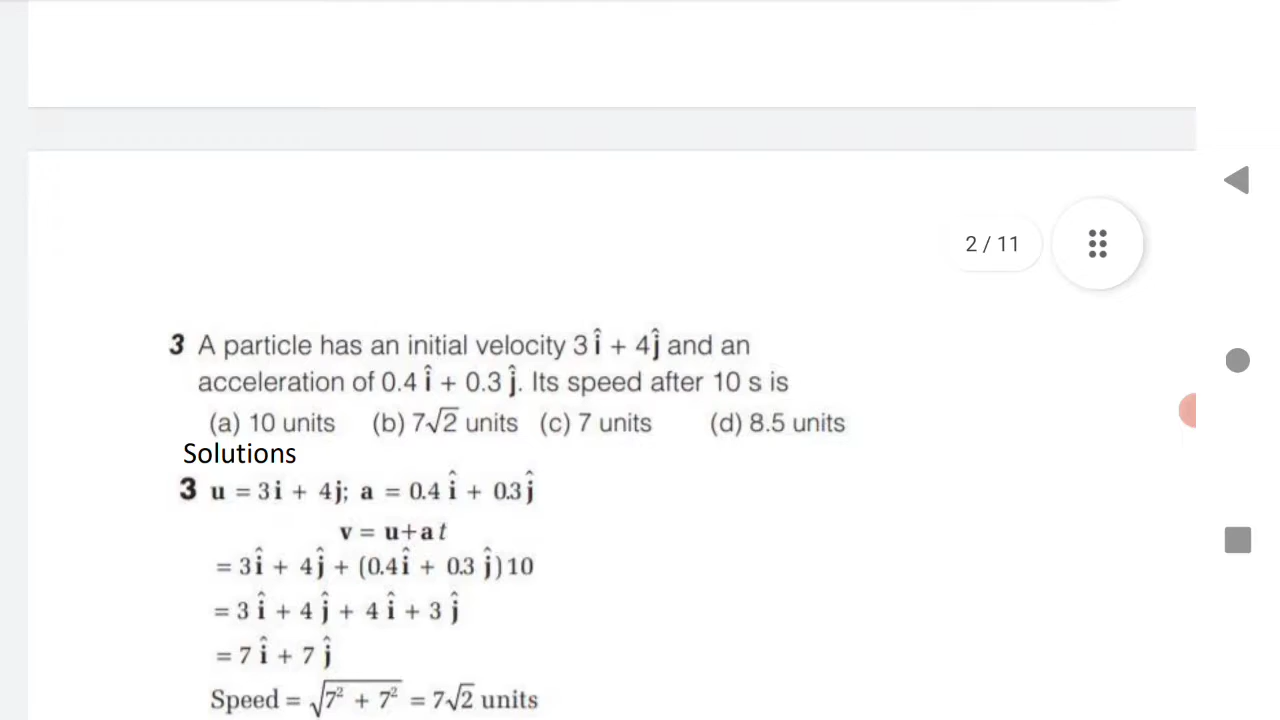 2 / 11
3 A particle has an initial velocity 3 î + 4ĵ and an
acceleration of 0.4 î + 0.3 ĵ. Its speed after 10 s is
(a) 10 units (b) 7√2 units (c) 7 units (d) 8.5 units
Solutions
3 u = 3i + 4j; a = 0.4 î + 0.3 ĵ
v = u+a t
= 3î + 4ĵ + (0.4î + 0.3 ĵ)10
= 3 î + 4 ĵ + 4 î + 3 ĵ
= 7 î + 7 ĵ
Speed = √7² + 7² = 7√2 units